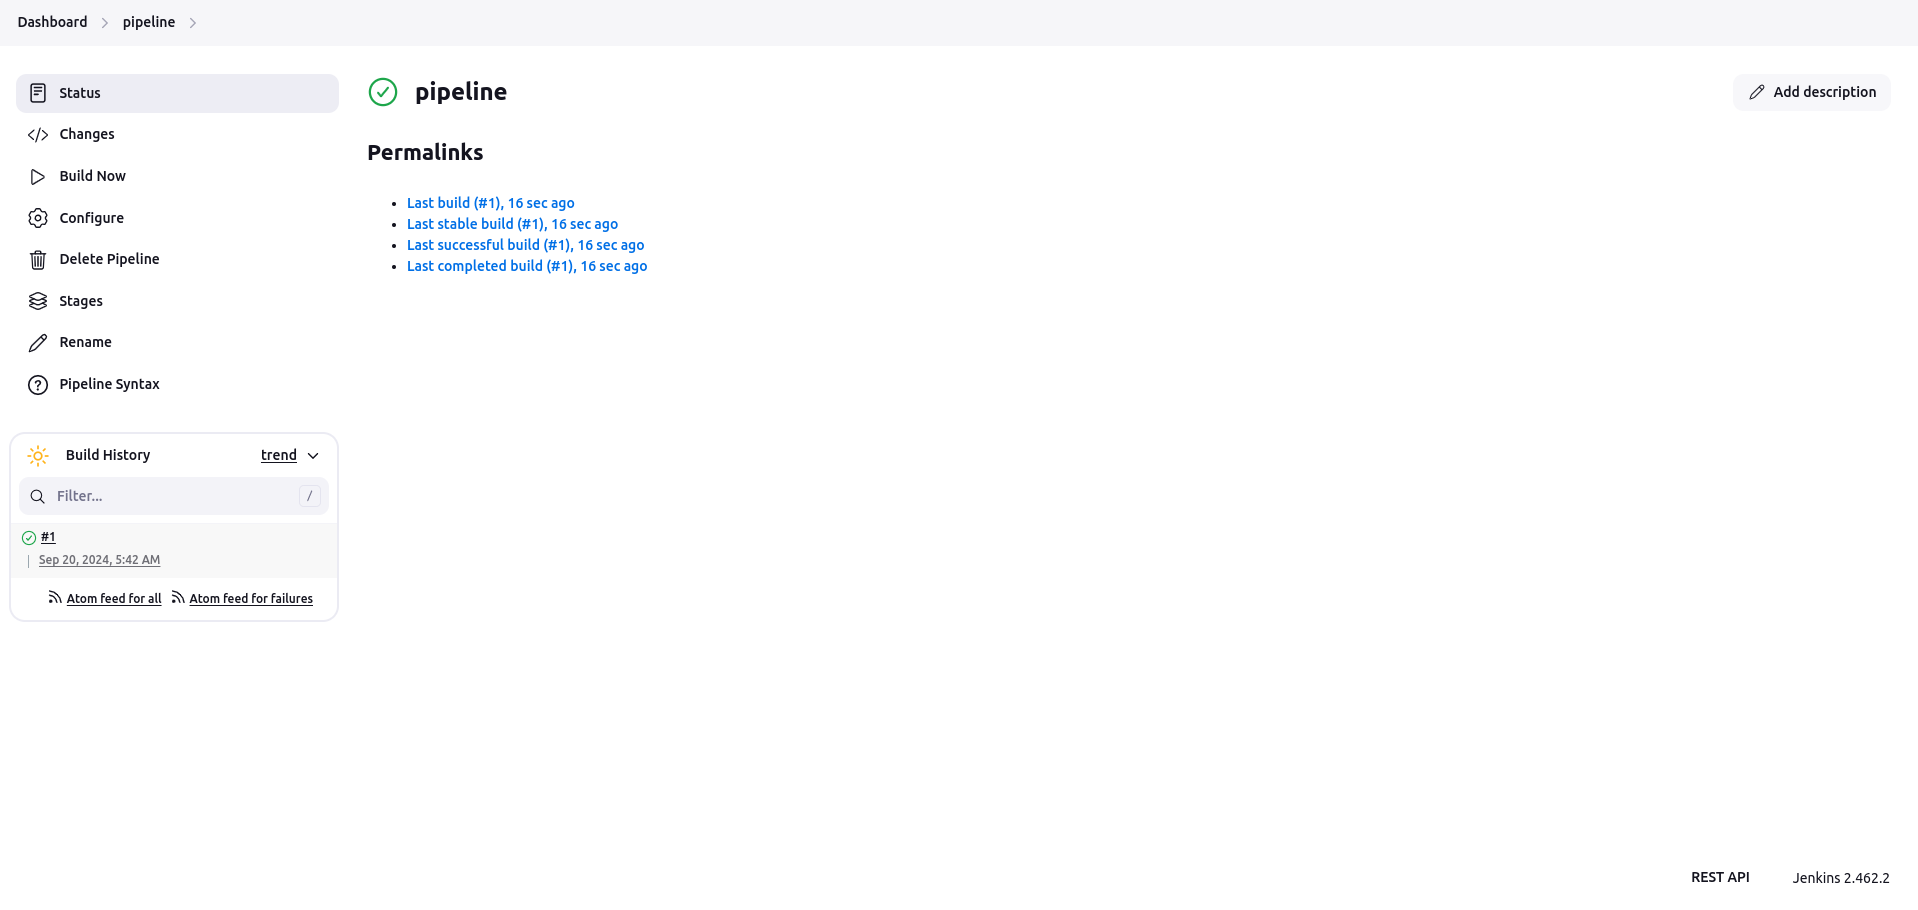 Dashboard
pipeline
Status
Changes
Build Now
Configure
Delete Pipeline
Stages
Rename
Pipeline Syntax
Build History
trend
Filter...
/
#1
Sep 20, 2024, 5:42 AM
Atom feed for all
Atom feed for failures
pipeline
Add description
Permalinks
Last build (#1), 16 sec ago
Last stable build (#1), 16 sec ago
Last successful build (#1), 16 sec ago
Last completed build (#1), 16 sec ago
REST API
Jenkins 2.462.2